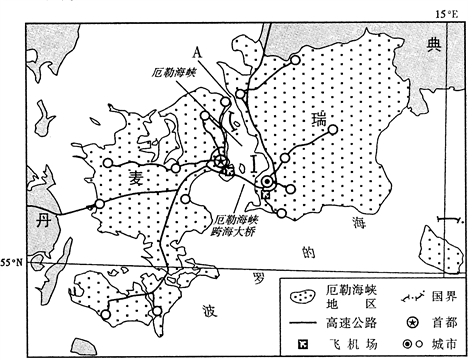 15°E
A
典
厄勒海峡
瑞
麦
丹
厄勒海峡
跨海大桥
海
的
罗
波
55°N
厄勒海峡
地 区
国界
高速公路
首都
飞机场
城市